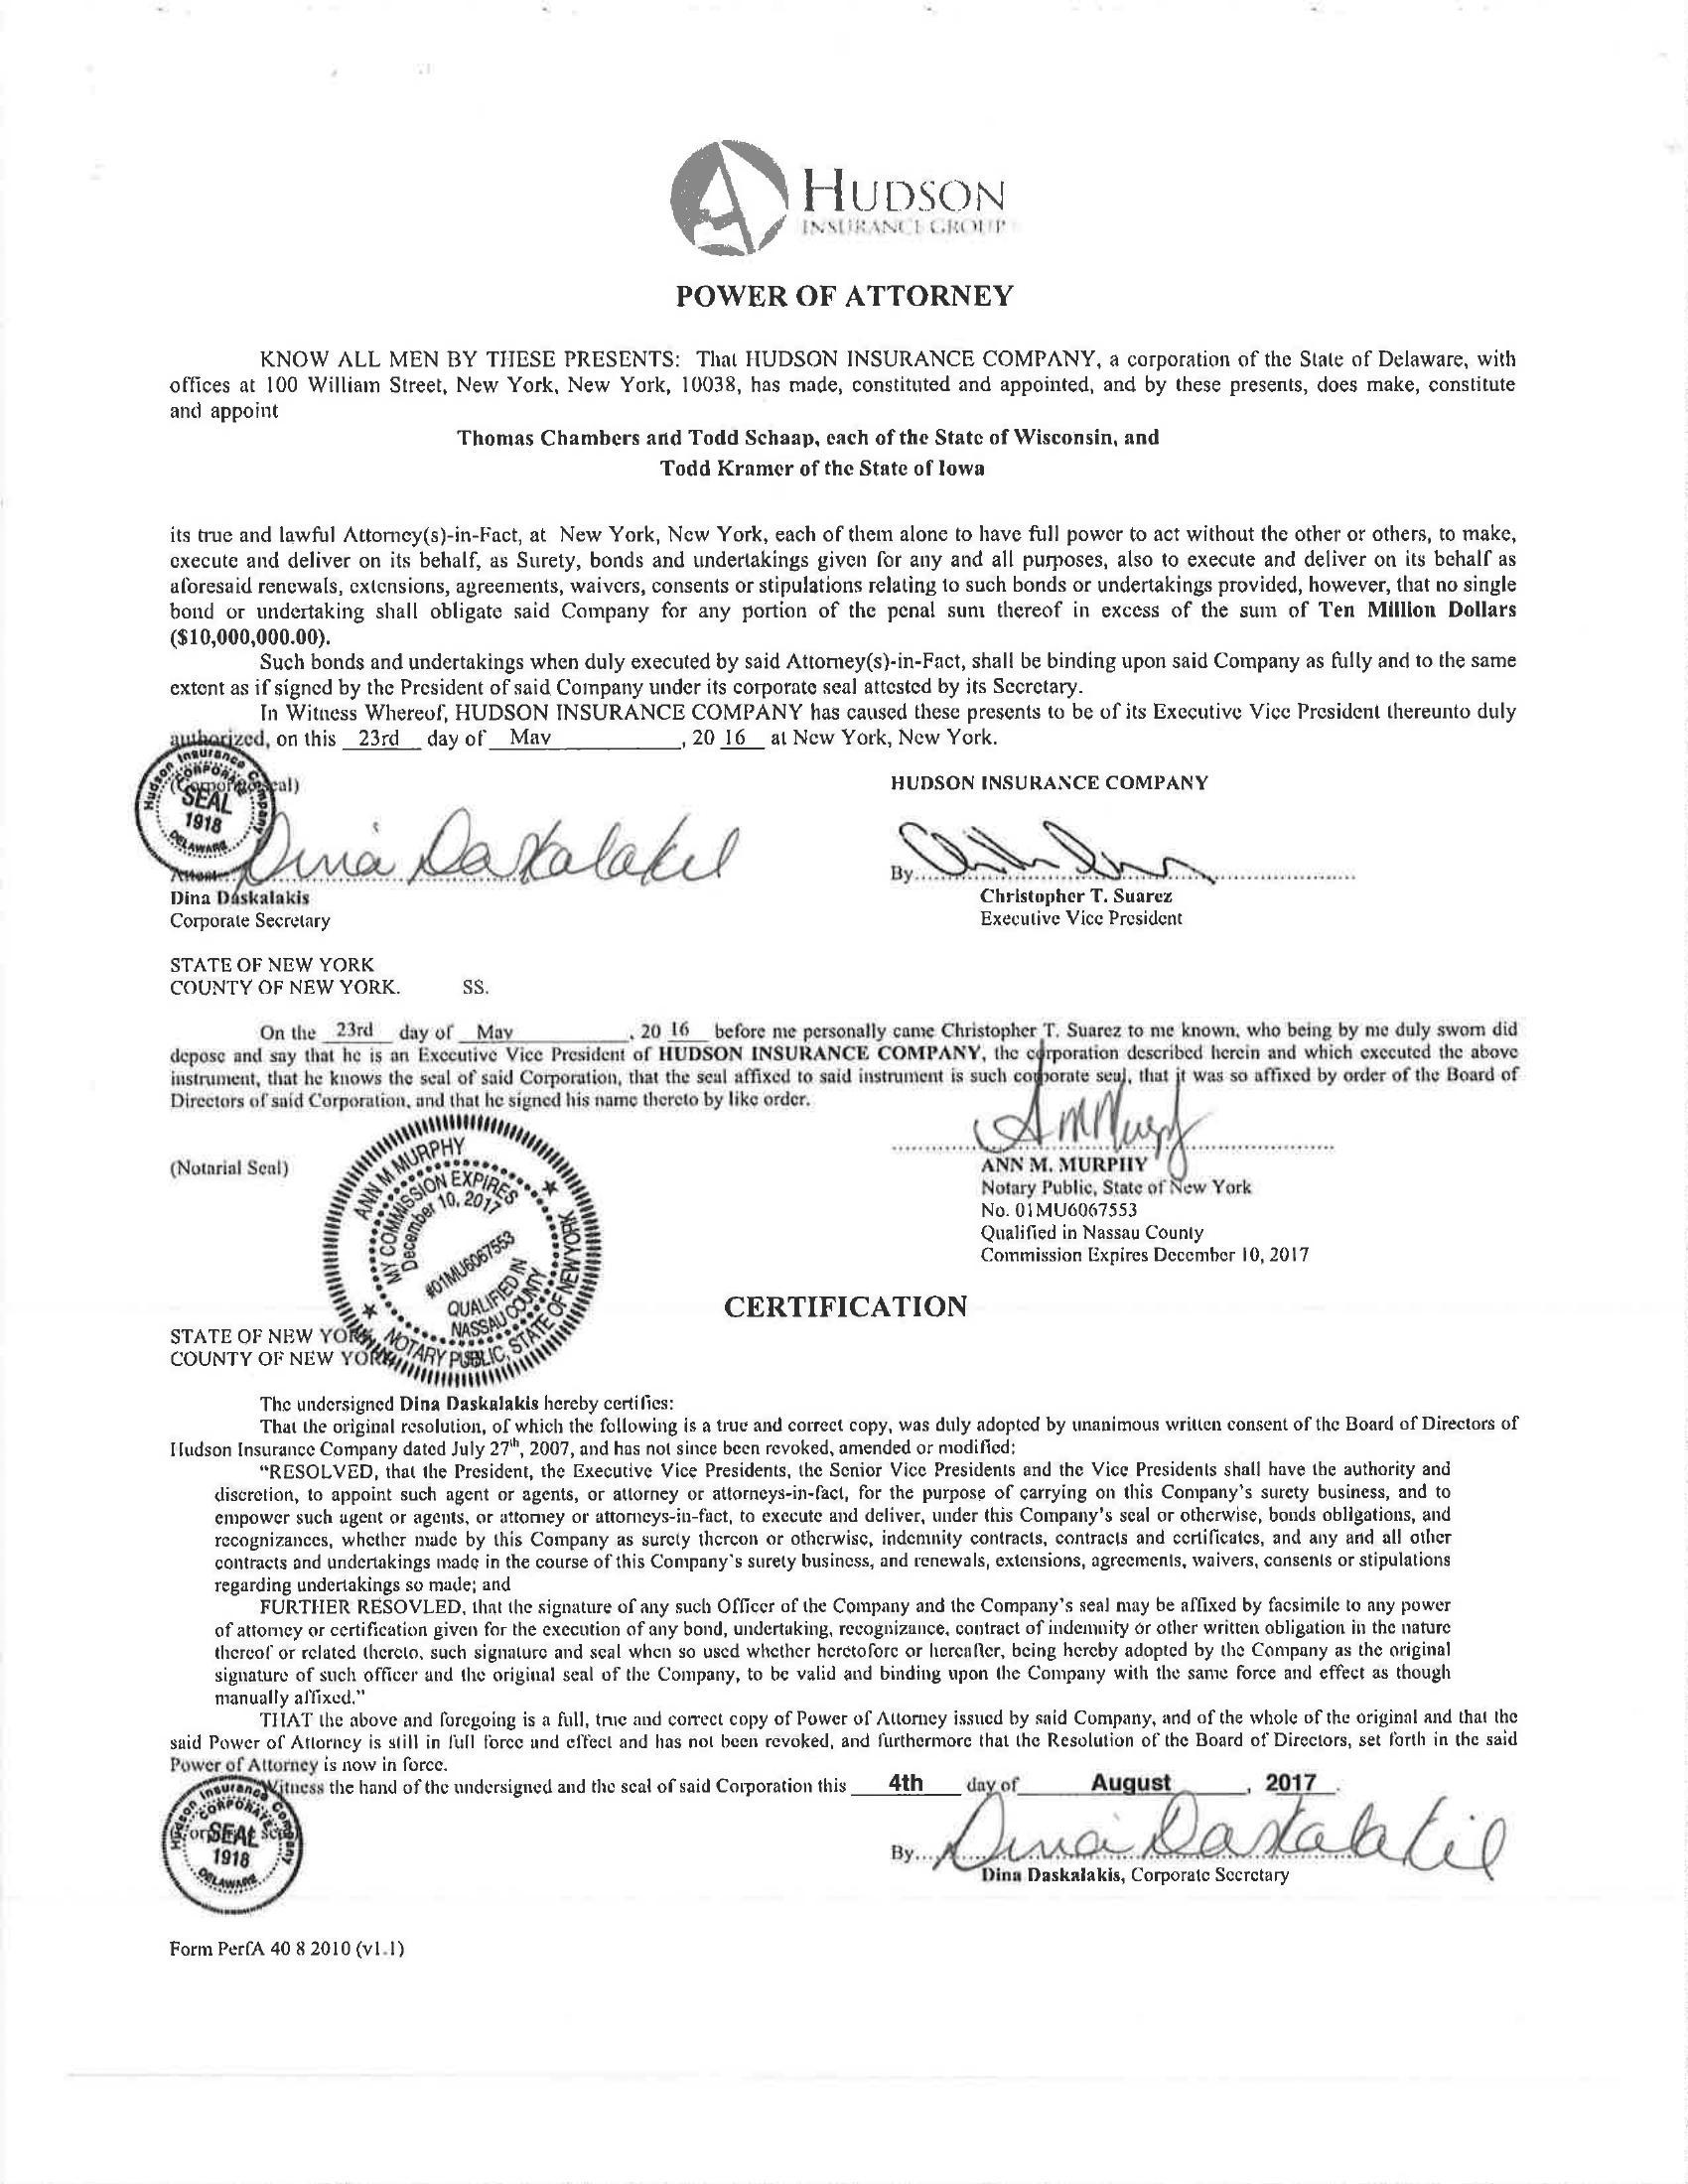 HUDSON
INSURANCE GROUP
POWER OF ATTORNEY
KNOW ALL MEN BY THESE PRESENTS: That HUDSON INSURANCE COMPANY, a corporation of the State of Delaware, with
offices at 100 William Street, New York, New York, 10038, has made, constituted and appointed, and by these presents, does make, constitute
and appoint
Thomas Chambers and Todd Schaap, each of the State of Wisconsin, and
Todd Kramer of the State of Iowa
its true and lawful Attorney(s)-in-Fact, at New York, New York, each of them alone to have full power to act without the other or others, to make,
execute and deliver on its behalf, as Surety, bonds and undertakings given for any and all purposes, also to execute and deliver on its behalf as
aforesaid renewals, extensions, agreements, waivers, consents or stipulations relating to such bonds or undertakings provided, however, that no single
bond or undertaking shall obligate said Company for any portion of the penal sum thereof in excess of the sum of Ten Million Dollars
($10,000,000.00).
Such bonds and undertakings when duly executed by said Attorney(s)-in-Fact, shall be binding upon said Company as fully and to the same
extent as if signed by the President of said Company under its corporate seal attested by its Secretary.
In Witness Whereof, HUDSON INSURANCE COMPANY has caused these presents to be of its Executive Vice President thereunto duly
authorized, on this 23rd day of May, 20 16 at New York, New York.
(Corporate seal)
Hudson Insurance Company
CORPORATE
SEAL
1918
DELAWARE
HUDSON INSURANCE COMPANY
Dina Daskalakis
Attest
By
Dina Daskalakis
Corporate Secretary
Christopher T. Suarez
Executive Vice President
STATE OF NEW YORK
COUNTY OF NEW YORK. SS.
On the 23rd day of May, 20 16 before me personally came Christopher T. Suarez to me known, who being by me duly sworn did
depose and say that he is an Executive Vice President of HUDSON INSURANCE COMPANY, the corporation described herein and which executed the above
instrument, that he knows the seal of said Corporation, that the seal affixed to said instrument is such corporate seal, that it was so affixed by order of the Board of
Directors of said Corporation, and that he signed his name thereto by like order.
(Notarial Seal)
ANN M MURPHY
MY COMMISSION EXPIRES
December 10, 2017
#01MU6067553
QUALIFIED IN
NASSAU COUNTY
NOTARY PUBLIC, STATE OF NEW YORK
ANN M. MURPHY
Notary Public, State of New York
No. 01MU6067553
Qualified in Nassau County
Commission Expires December 10, 2017
CERTIFICATION
STATE OF NEW YORK
COUNTY OF NEW YORK
The undersigned Dina Daskalakis hereby certifies:
That the original resolution, of which the following is a true and correct copy, was duly adopted by unanimous written consent of the Board of Directors of
Hudson Insurance Company dated July 27th, 2007, and has not since been revoked, amended or modified:
"RESOLVED, that the President, the Executive Vice Presidents, the Senior Vice Presidents and the Vice Presidents shall have the authority and
discretion, to appoint such agent or agents, or attorney or attorneys-in-fact, for the purpose of carrying on this Company's surety business, and to
empower such agent or agents, or attorney or attorneys-in-fact, to execute and deliver, under this Company's seal or otherwise, bonds obligations, and
recognizances, whether made by this Company as surety thereon or otherwise, indemnity contracts, contracts and certificates, and any and all other
contracts and undertakings made in the course of this Company's surety business, and renewals, extensions, agreements, waivers, consents or stipulations
regarding undertakings so made; and
FURTHER RESOVLED, that the signature of any such Officer of the Company and the Company's seal may be affixed by facsimile to any power
of attorney or certification given for the execution of any bond, undertaking, recognizance, contract of indemnity or other written obligation in the nature
thereof or related thereto, such signature and seal when so used whether heretofore or hereafter, being hereby adopted by the Company as the original
signature of such officer and the original seal of the Company, to be valid and binding upon the Company with the same force and effect as though
manually affixed."
THAT the above and foregoing is a full, true and correct copy of Power of Attorney issued by said Company, and of the whole of the original and that the
said Power of Attorney is still in full force and effect and has not been revoked, and furthermore that the Resolution of the Board of Directors, set forth in the said
Power of Attorney is now in force.
Witness the hand of the undersigned and the seal of said Corporation this 4th day of August, 2017.
Hudson Insurance Company
CORPORATE
SEAL
1918
DELAWARE
By Dina Daskalakis
Dina Daskalakis, Corporate Secretary
Form PerfA 40 8 2010 (v1.1)